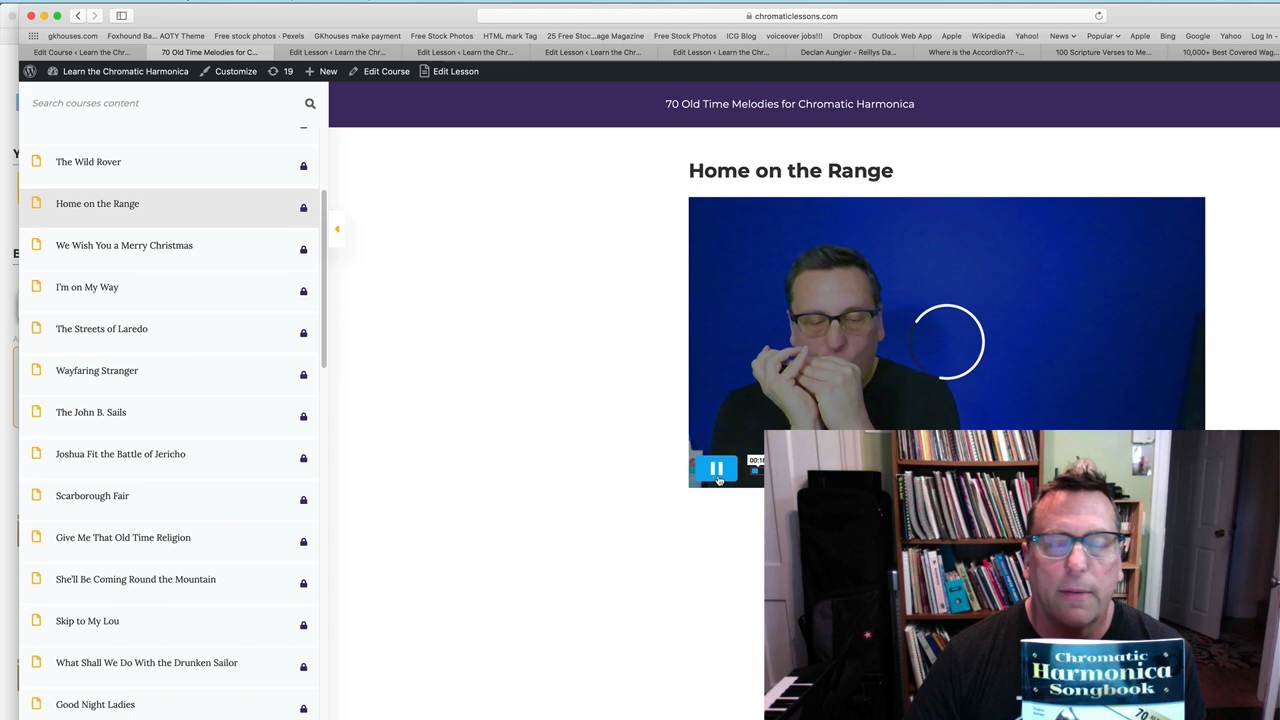 chromaticlessons.com
gkhouses.com Foxhound Ba... AOTY Theme Free stock photos · Pexels GKhouses make payment Free Stock Photos HTML mark Tag 25 Free Stoc...age Magazine Free Stock Photos ICG Blog voiceover jobs!!! Dropbox Outlook Web App Apple Wikipedia Yahoo! News Popular Apple Bing Google Yahoo Log In -
Edit Course ‹ Learn the Chr... 70 Old Time Melodies for C... Edit Lesson ‹ Learn the Chr... Edit Lesson ‹ Learn the Chr... Edit Lesson ‹ Learn the Chr... Edit Lesson ‹ Learn the Chr... Declan Aungier - Reillys Da... Where is the Accordion?? -... 100 Scripture Verses to Me... 10,000+ Best Covered Wag...
Learn the Chromatic Harmonica Customize 19 New Edit Course Edit Lesson
Search courses content
70 Old Time Melodies for Chromatic Harmonica
The Wild Rover
Home on the Range
We Wish You a Merry Christmas
I'm on My Way
The Streets of Laredo
Wayfaring Stranger
The John B. Sails
Joshua Fit the Battle of Jericho
Scarborough Fair
Give Me That Old Time Religion
She'll Be Coming Round the Mountain
Skip to My Lou
What Shall We Do With the Drunken Sailor
Good Night Ladies
Home on the Range
Chromatic
Harmonica
Songbook
70